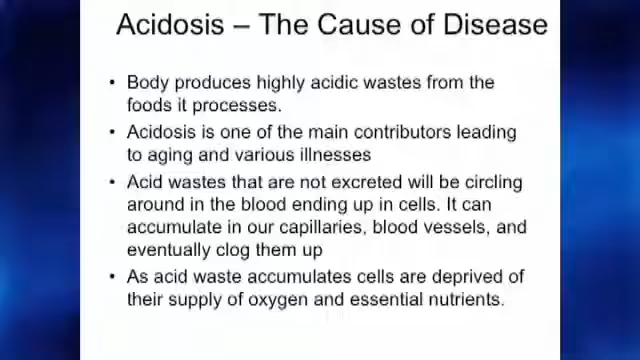 Acidosis – The Cause of Disease
• Body produces highly acidic wastes from the
foods it processes.
• Acidosis is one of the main contributors leading
to aging and various illnesses
• Acid wastes that are not excreted will be circling
around in the blood ending up in cells. It can
accumulate in our capillaries, blood vessels, and
eventually clog them up
• As acid waste accumulates cells are deprived of
their supply of oxygen and essential nutrients.